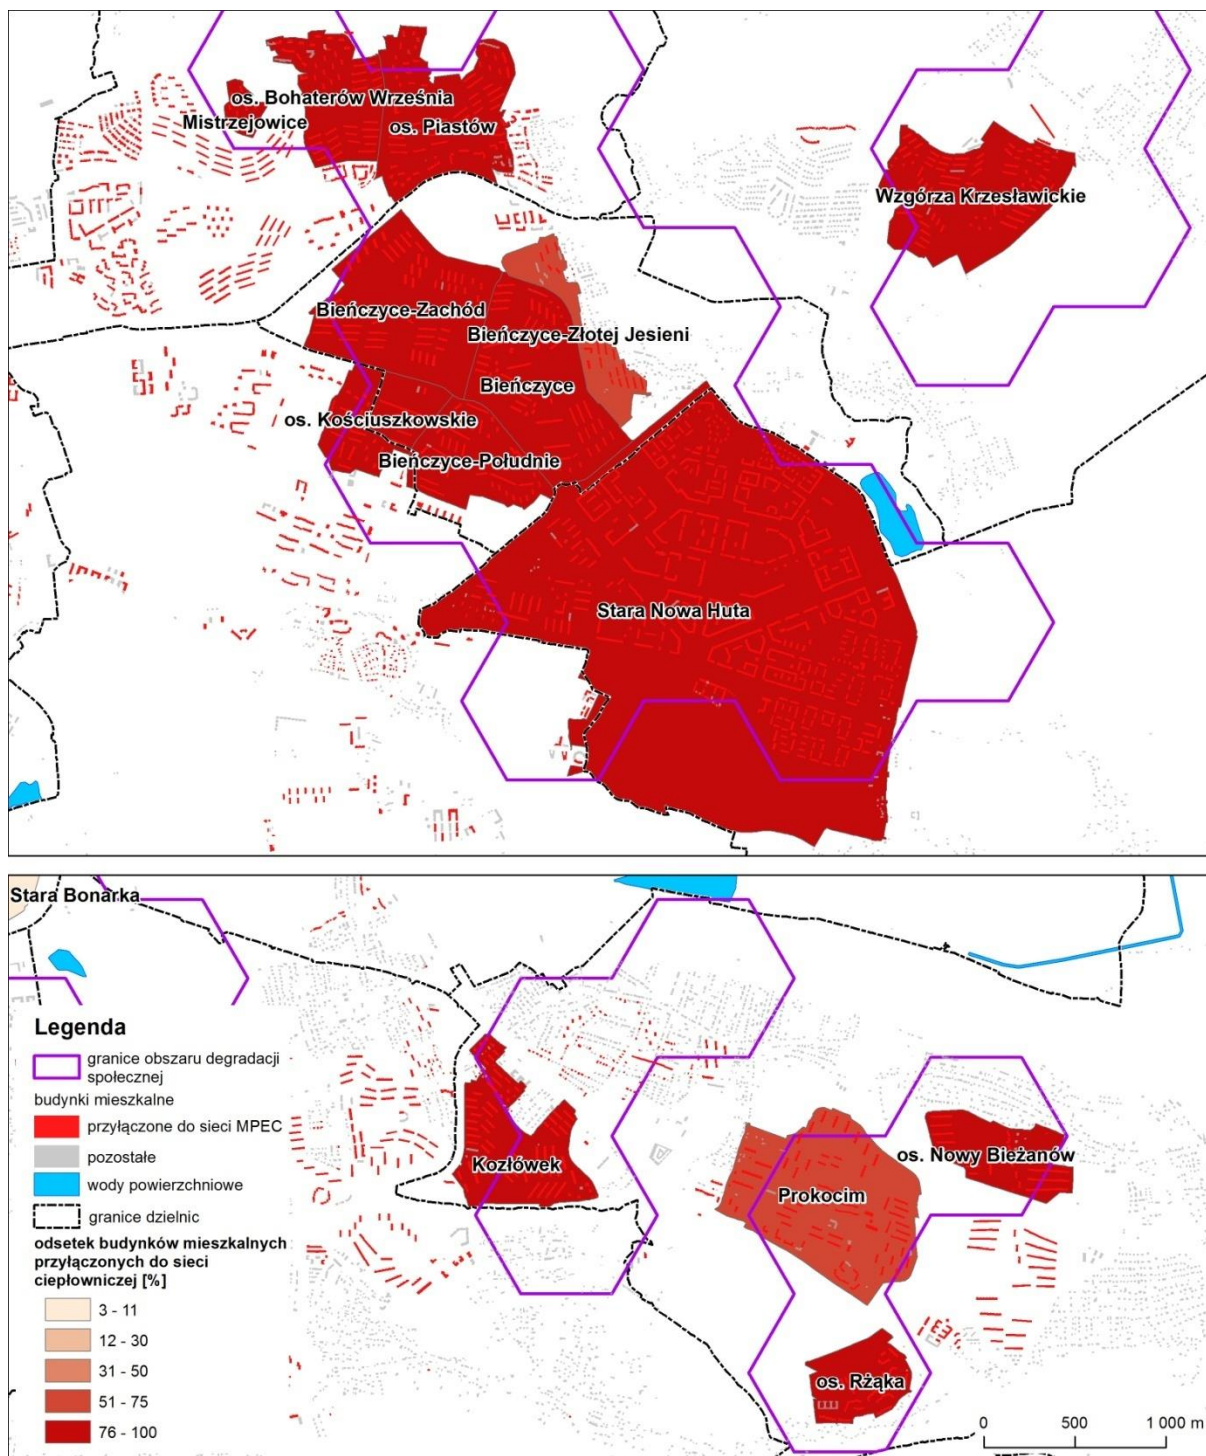 os. Bohaterów Września
Mistrzejowice
os. Piastów
Wzgórza Krzesławickie
Bieńczyce-Zachód
Bieńczyce-Złotej Jesieni
Bieńczyce
os. Kościuszkowskie
Bieńczyce-Południe
Stara Nowa Huta
Stara Bonarka
Legenda
granice obszaru degradacji
społecznej
budynki mieszkalne
przyłączone do sieci MPEC
pozostałe
wody powierzchniowe
granice dzielnic
odsetek budynków mieszkalnych
przyłączonych do sieci
ciepłowniczej [%]
3 - 11
12 - 30
31 - 50
51 - 75
76 - 100
Kozłówek
os. Nowy Bieżanów
Prokocim
os. Rżąka
0 500 1 000 m